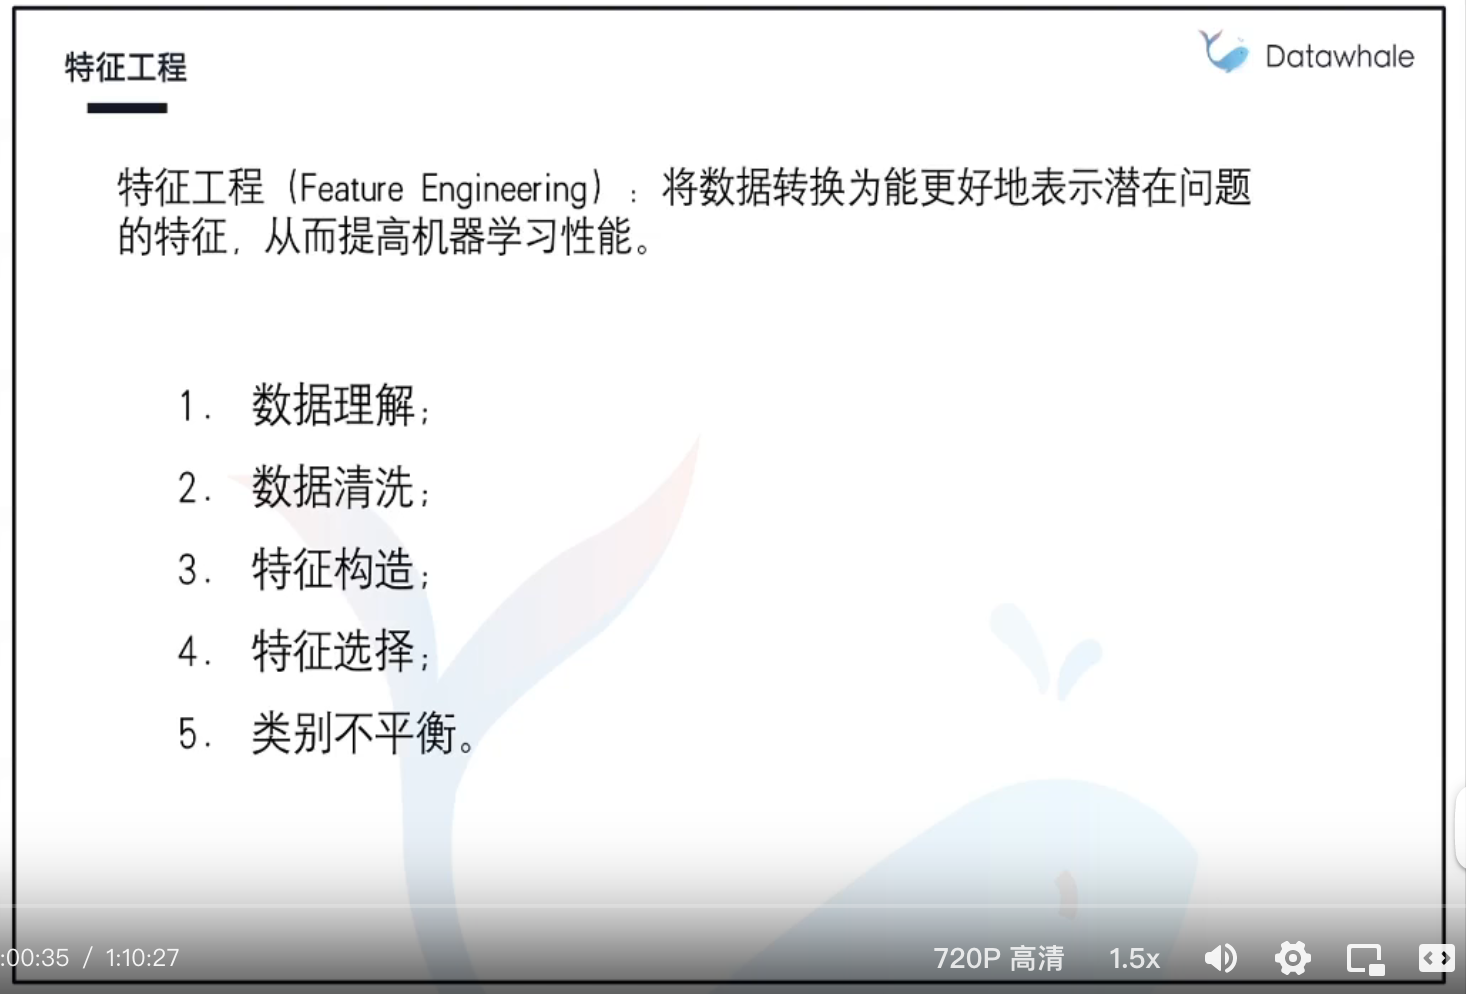 特征工程
Datawhale
特征工程（Feature Engineering）：将数据转换为能更好地表示潜在问题
的特征，从而提高机器学习性能。
1. 数据理解；
2. 数据清洗；
3. 特征构造；
4. 特征选择；
5. 类别不平衡。
:00:35 / 1:10:27
720P 高清
1.5x